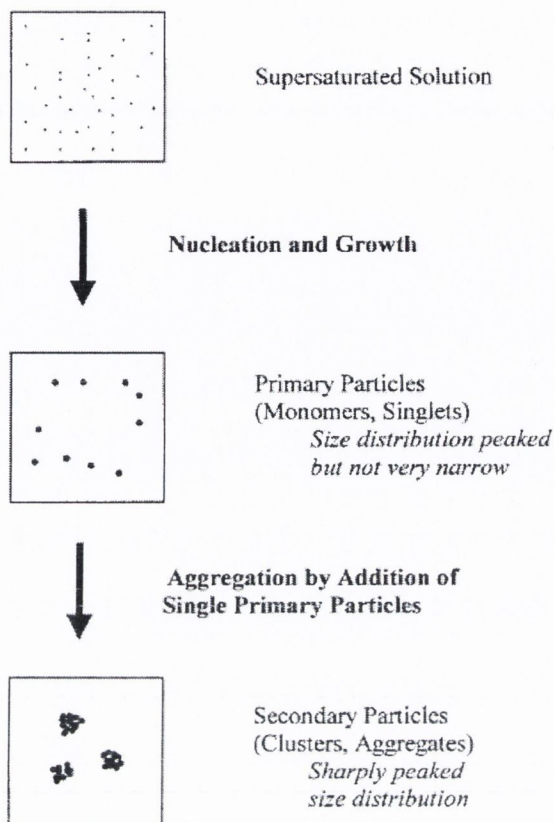 Supersaturated Solution
Nucleation and Growth
Primary Particles
(Monomers, Singlets)
Size distribution peaked
but not very narrow
Aggregation by Addition of
Single Primary Particles
Secondary Particles
(Clusters, Aggregates)
Sharply peaked
size distribution